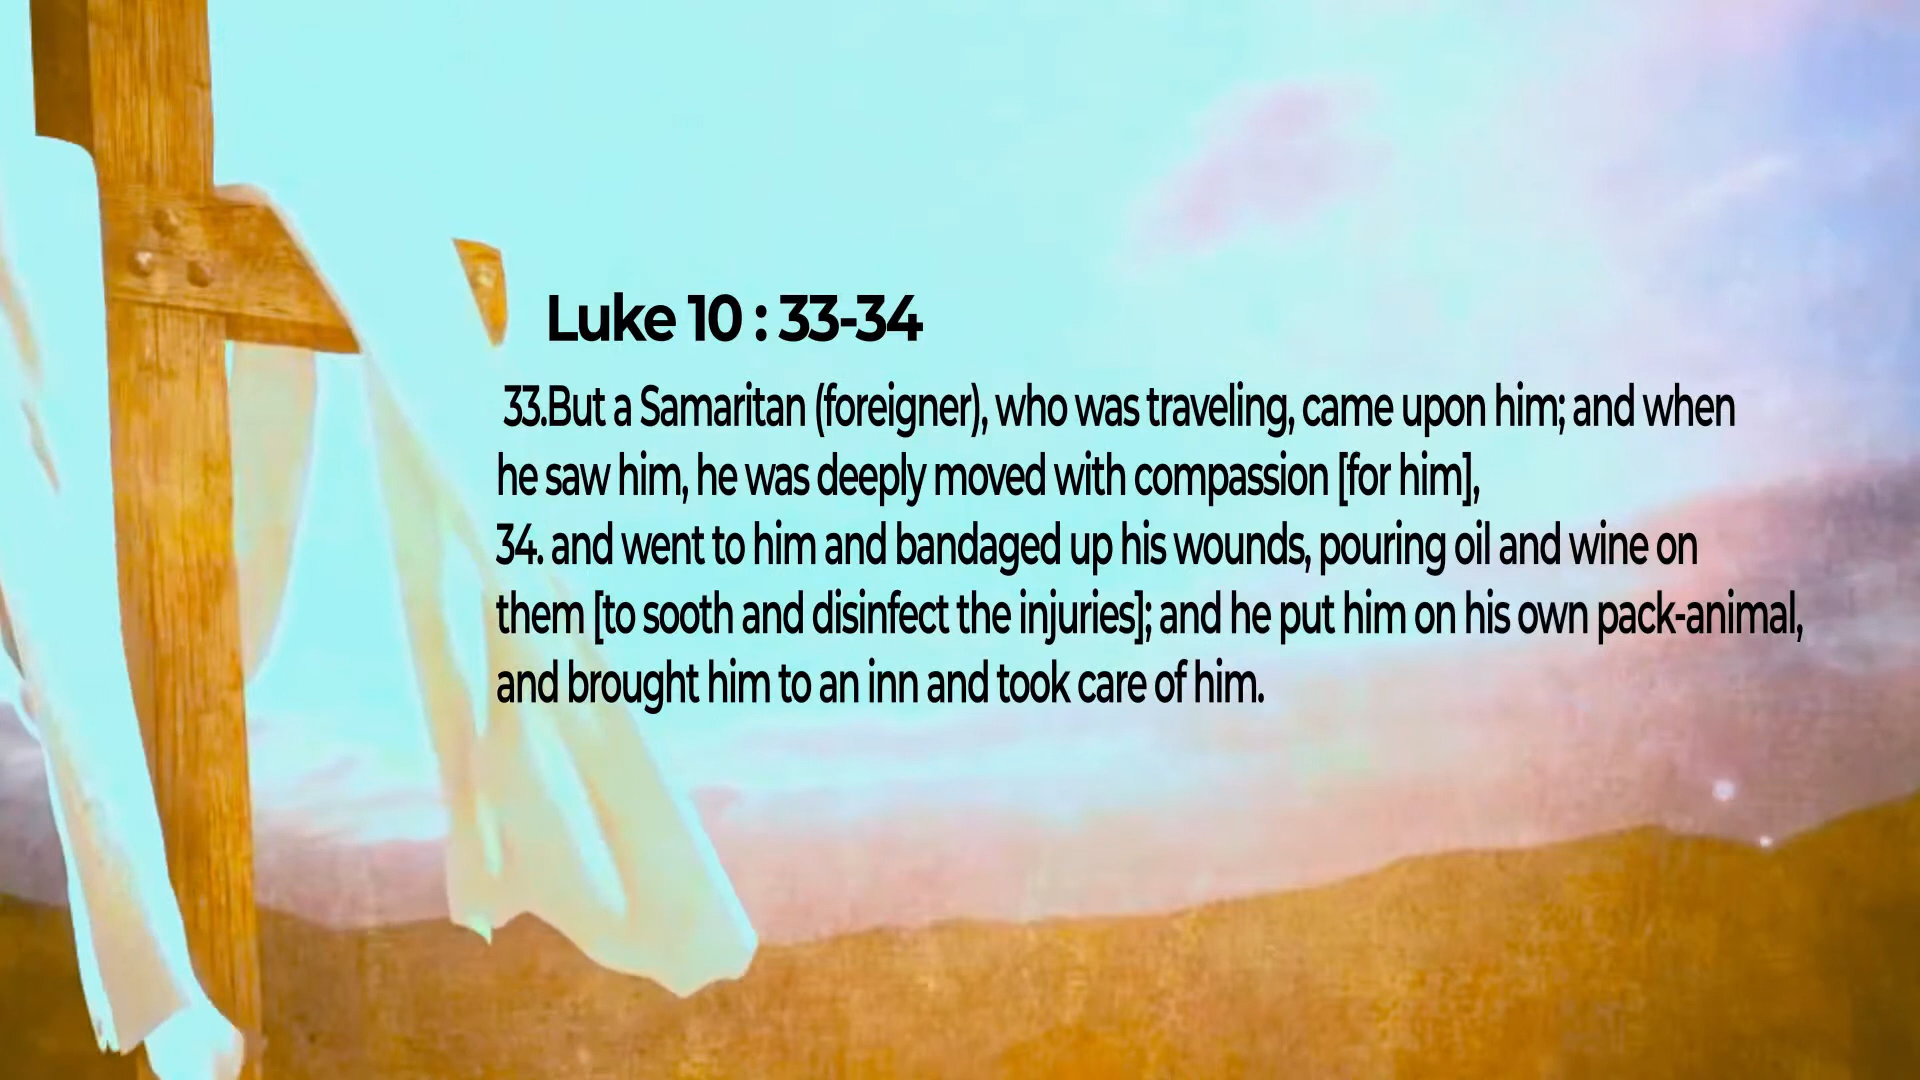 Luke 10 : 33-34
33.But a Samaritan (foreigner), who was traveling, came upon him; and when
he saw him, he was deeply moved with compassion [for him],
34. and went to him and bandaged up his wounds, pouring oil and wine on
them [to sooth and disinfect the injuries]; and he put him on his own pack-animal,
and brought him to an inn and took care of him.